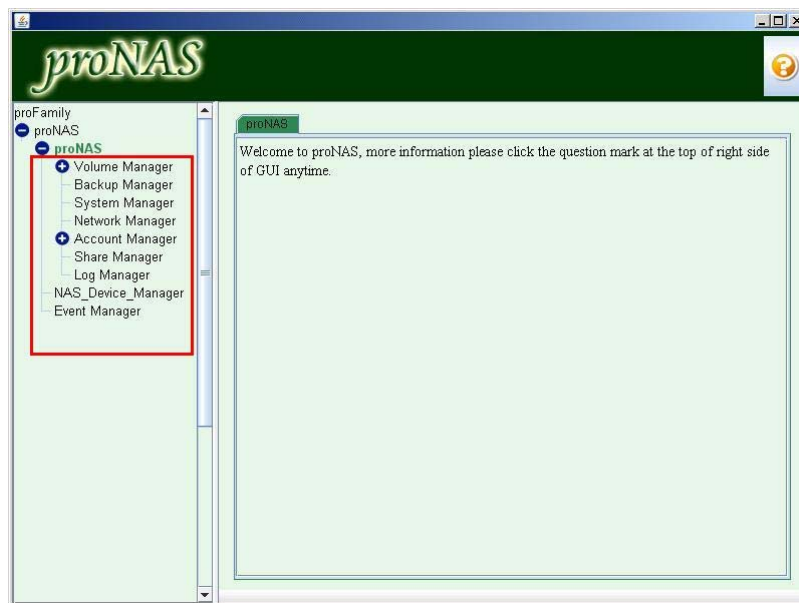 proNAS
?
proFamily
proNAS
proNAS
Volume Manager
Backup Manager
System Manager
Network Manager
Account Manager
Share Manager
Log Manager
NAS_Device_Manager
Event Manager
proNAS
Welcome to proNAS, more information please click the question mark at the top of right side
of GUI anytime.